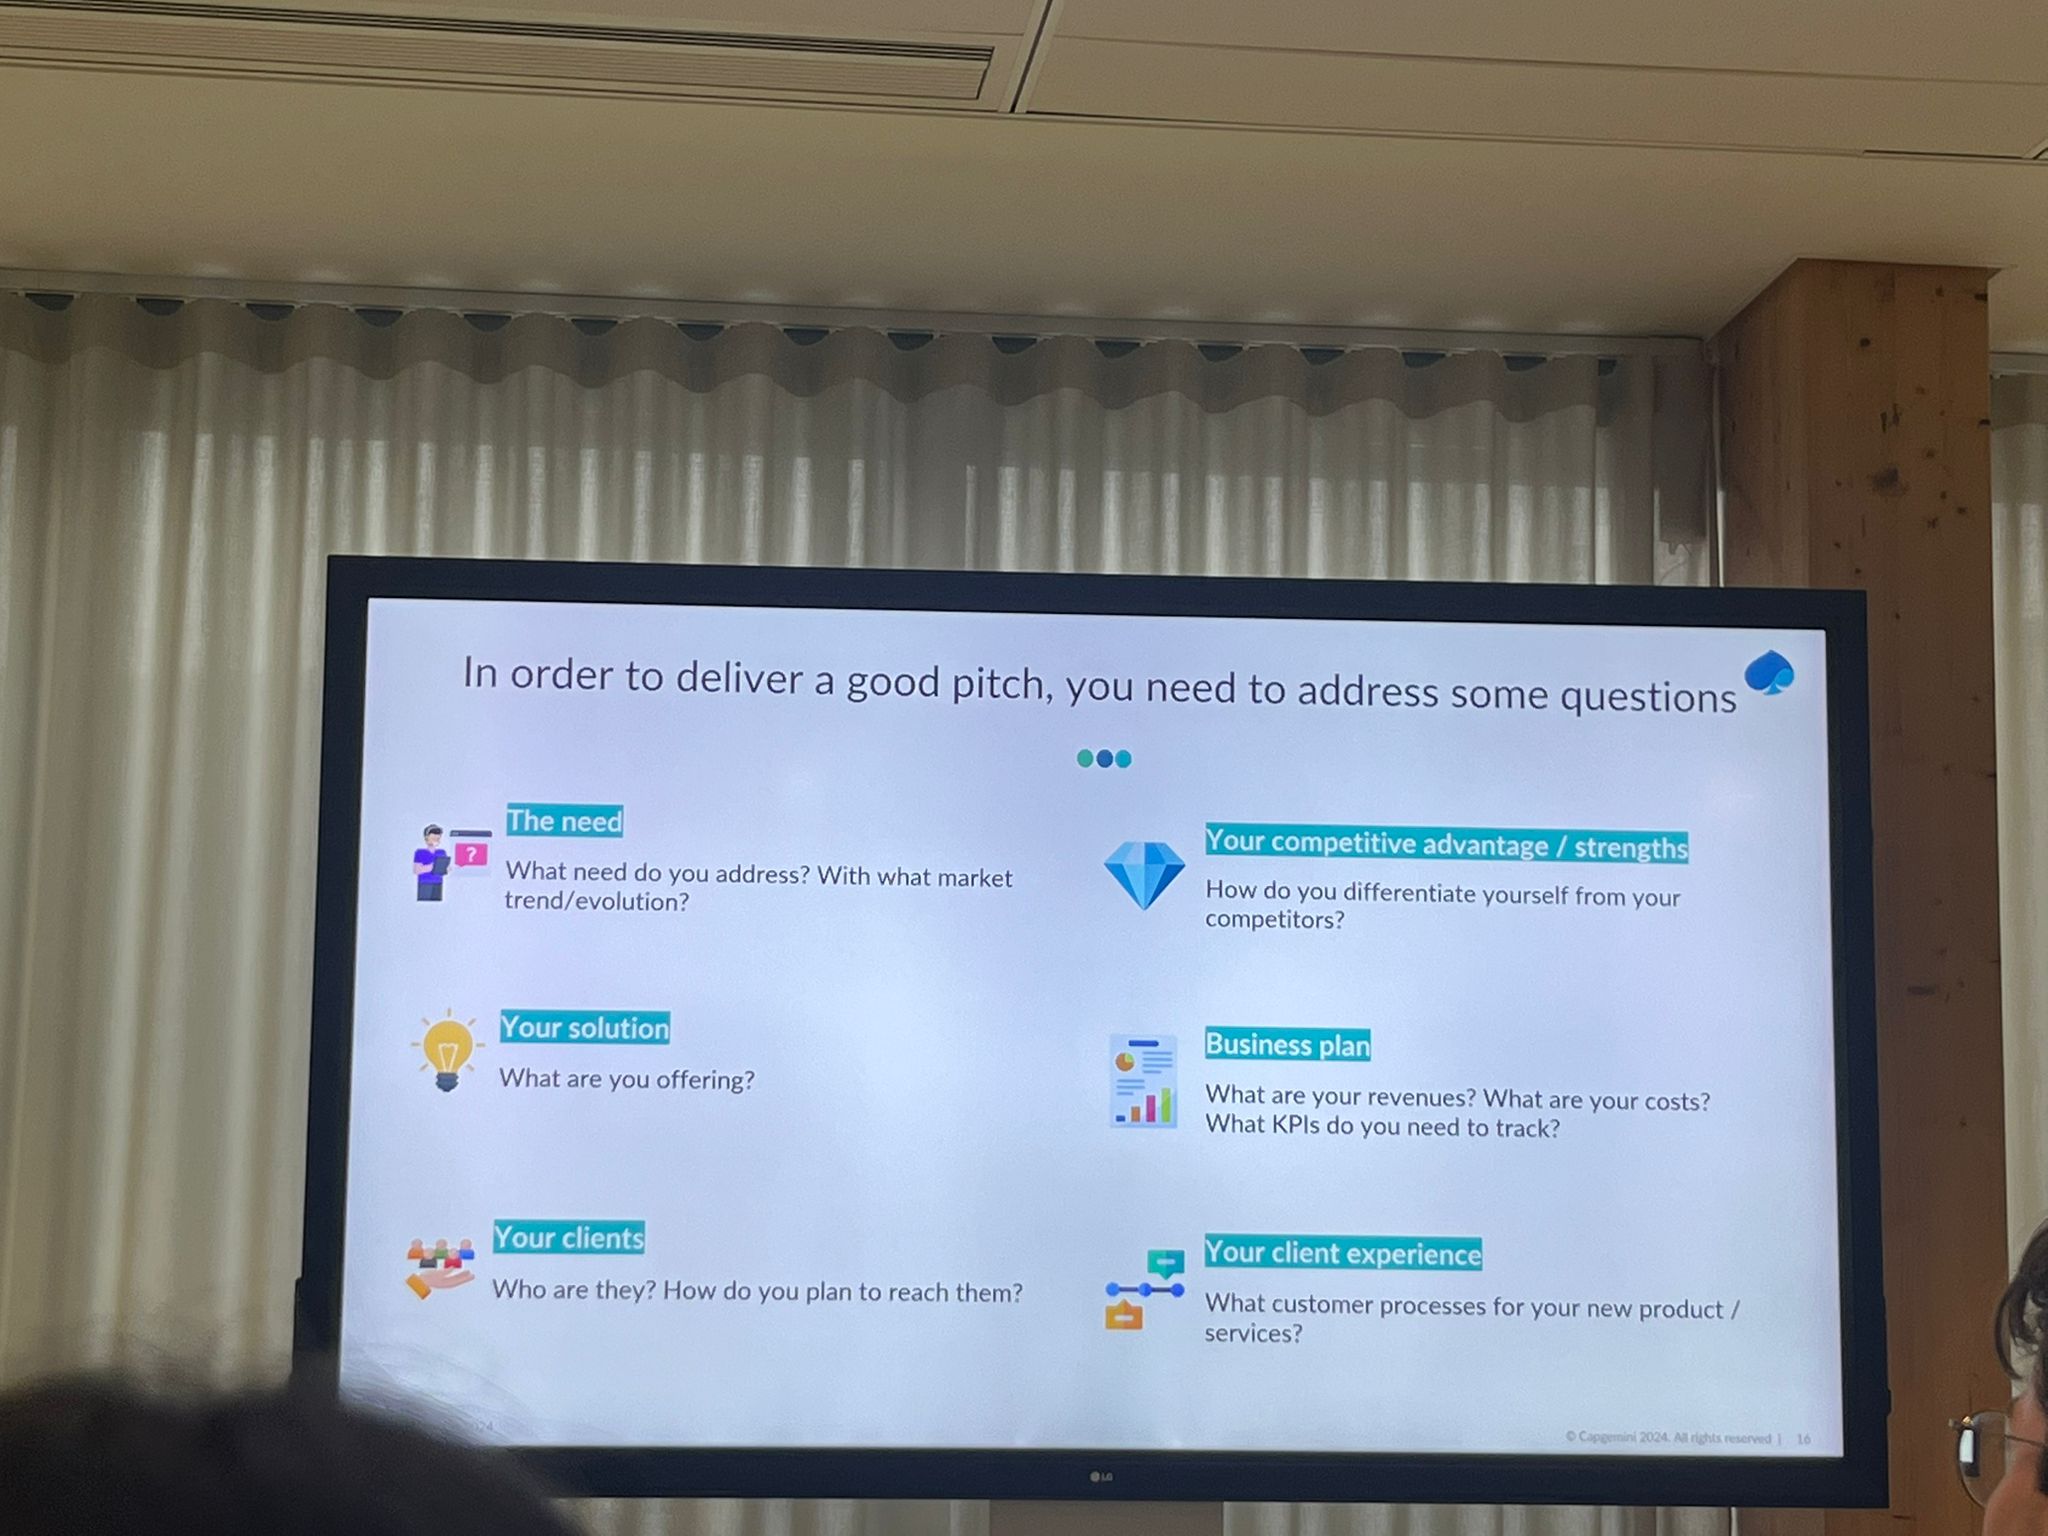 In order to deliver a good pitch, you need to address some questions
The need
What need do you address? With what market
trend/evolution?
Your solution
What are you offering?
Your clients
Who are they? How do you plan to reach them?
Your competitive advantage / strengths
How do you differentiate yourself from your
competitors?
Business plan
What are your revenues? What are your costs?
What KPIs do you need to track?
Your client experience
What customer processes for your new product /
services?
© Capgemini 2024. All rights reserved | 16
LG